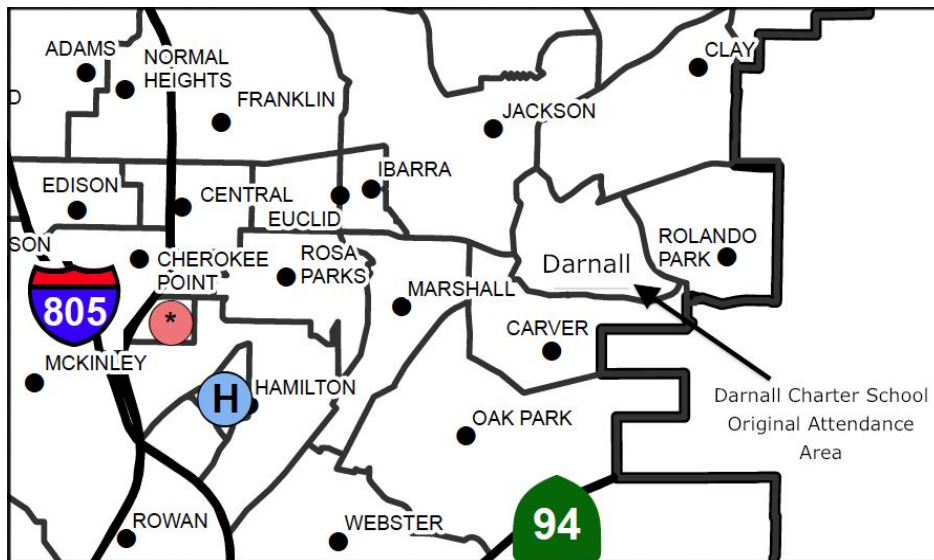 ADAMS
NORMAL
HEIGHTS
CLAY
D
FRANKLIN
JACKSON
IBARRA
EDISON
CENTRAL
EUCLID
SON
CHEROKEE
POINT
ROSA
PARKS
Darnall
ROLANDO
PARK
805
*
MARSHALL
CARVER
MCKINLEY
H
HAMILTON
Darnall Charter School
Original Attendance
Area
OAK PARK
ROWAN
WEBSTER
94